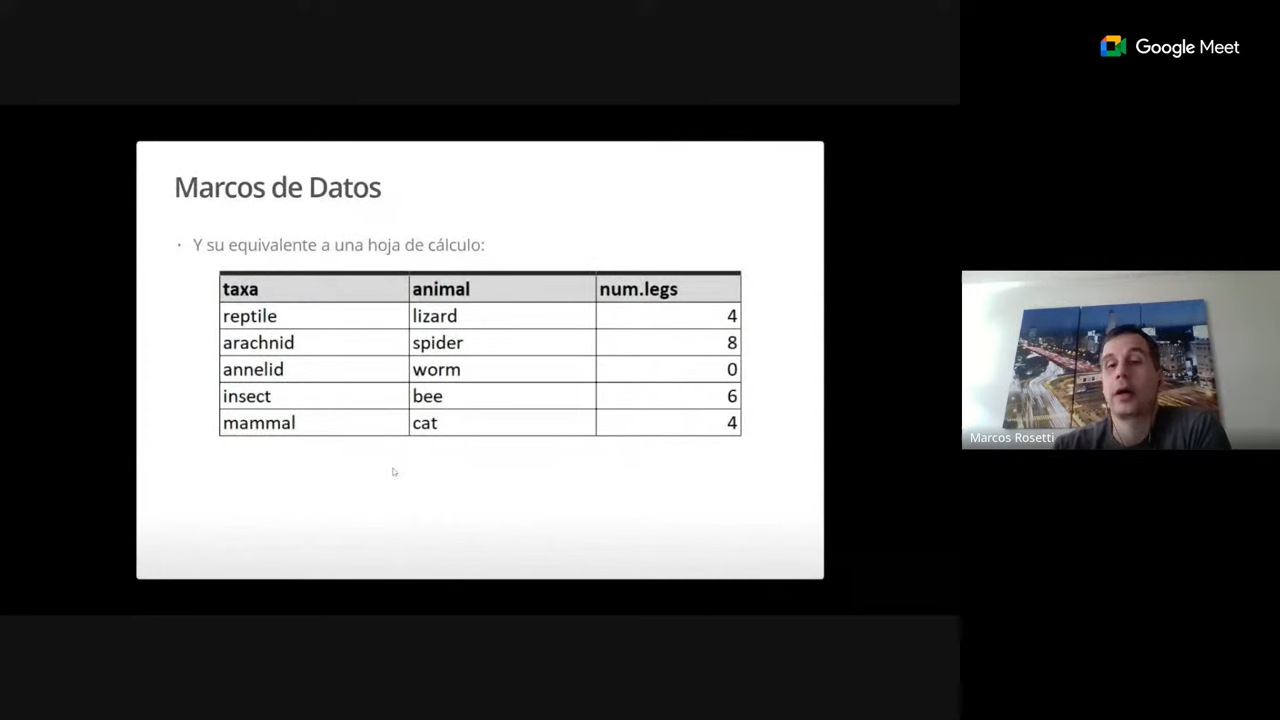 Google Meet
Marcos de Datos
· Y su equivalente a una hoja de cálculo:
taxa animal num.legs
reptile lizard 4
arachnid spider 8
annelid worm 0
insect bee 6
mammal cat 4
Marcos Rosetti